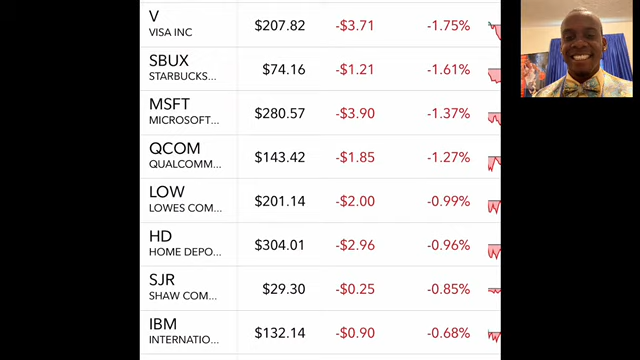 V $207.82 -$3.71 -1.75%
VISA INC
SBUX $74.16 -$1.21 -1.61%
STARBUCKS...
MSFT $280.57 -$3.90 -1.37%
MICROSOFT...
QCOM $143.42 -$1.85 -1.27%
QUALCOMM...
LOW $201.14 -$2.00 -0.99%
LOWES COM...
HD $304.01 -$2.96 -0.96%
HOME DEPO...
SJR $29.30 -$0.25 -0.85%
SHAW COM...
IBM $132.14 -$0.90 -0.68%
INTERNATIO...